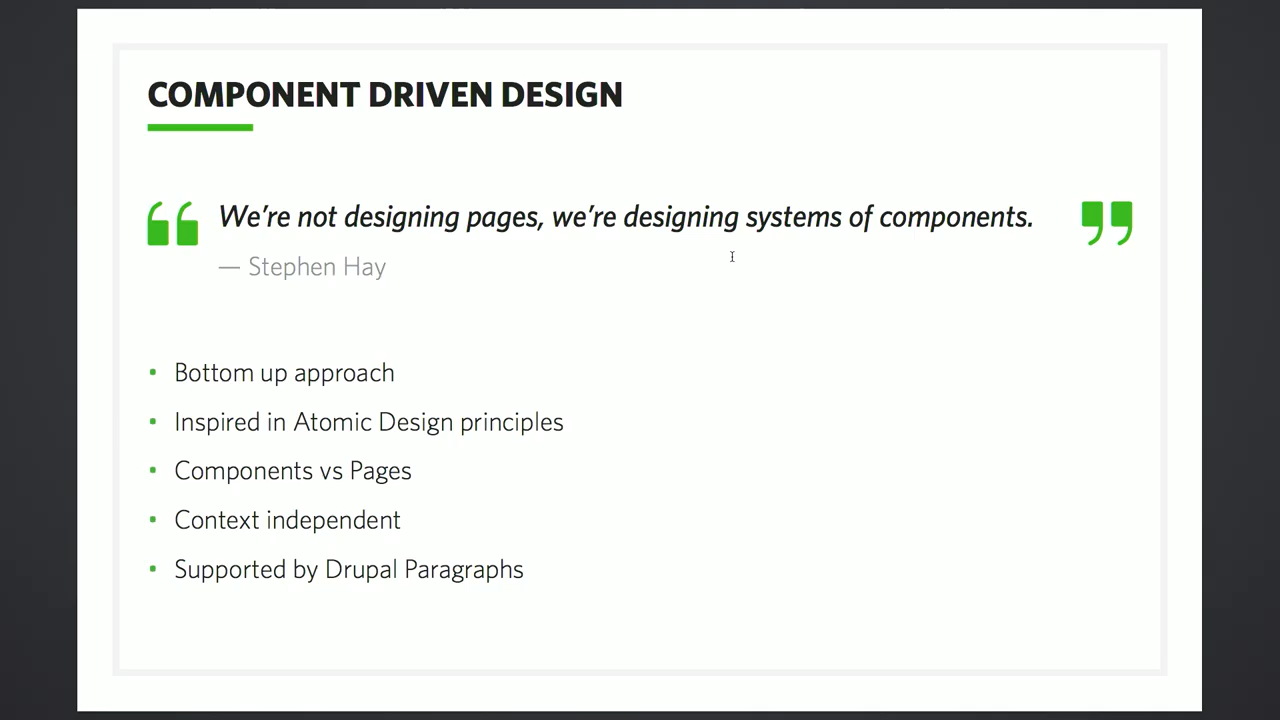 COMPONENT DRIVEN DESIGN
“ We’re not designing pages, we’re designing systems of components. ”
— Stephen Hay
• Bottom up approach
• Inspired in Atomic Design principles
• Components vs Pages
• Context independent
• Supported by Drupal Paragraphs